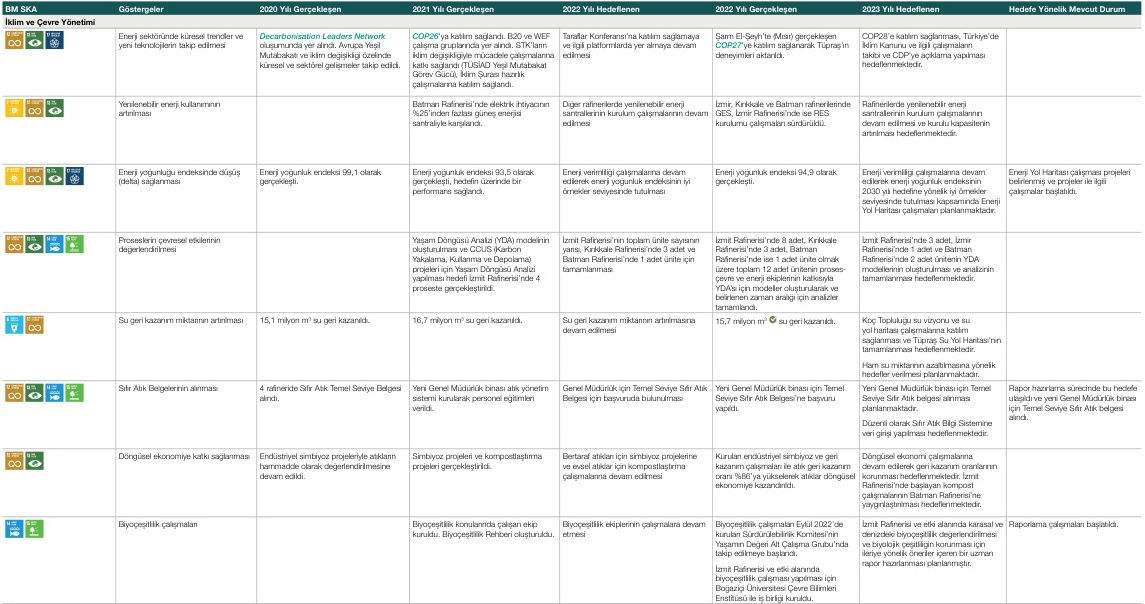 BM SKA
Göstergeler
2020 Yılı Gerçekleşen
2021 Yılı Gerçekleşen
2022 Yılı Hedeflenen
2022 Yılı Gerçekleşen
2023 Yılı Hedeflenen
Hedefe Yönelik Mevcut Durum
İklim ve Çevre Yönetimi
Enerji sektöründe küresel trendler ve
yeni teknolojilerin takip edilmesi
Decarbonisation Leaders Network
oluşumunda yer alındı. Avrupa Yeşil
Mutabakatı ve iklim değişikliği özelinde
küresel ve sektörel gelişmeler takip edildi.
COP26'ya katılım sağlandı. B20 ve WEF
çalışma gruplarında yer alındı. STK'ların
iklim değişikliyle mücadele çalışmalarına
katkı sağlandı (TÜSİAD Yeşil Mutabakat
Görev Gücü), İklim Şurası hazırlık
çalışmalarına katılım sağlandı.
Taraflar Konferansı'na katılım sağlamaya
ve ilgili platformlarda yer almaya devam
edilmesi
Şarm El-Şeyh'te (Mısır) gerçekleşen
COP27'ye katılım sağlanarak Tüpraş'ın
deneyimleri aktarıldı.
COP28'e katılım sağlanması, Türkiye'de
İklim Kanunu ve ilgili çalışmaların
takibi ve CDP'ye açıklama yapılması
hedeflenmektedir.
Yenilenebilir enerji kullanımının
artırılması
Batman Rafinerisi'nde elektrik ihtiyacının
%25'inden fazlası güneş enerjisi
santraliyle karşılandı.
Diğer rafinerilerde yenilenebilir enerji
santrallerinin kurulum çalışmalarının devam
edilmesi
İzmir, Kırıkkale ve Batman rafinerilerinde
GES, İzmir Rafinerisi'nde ise RES
kurulumu çalışmaları sürdürüldü.
Rafinerilerde yenilenebilir enerji
santrallerinin kurulum çalışmalarının
devam edilmesi ve kurulu kapasitenin
artırılması hedeflenmektedir.
Enerji yoğunluğu endeksinde düşüş
(delta) sağlanması
Enerji yoğunluk endeksi 99,1 olarak
gerçekleşti.
Enerji yoğunluk endeksi 93,5 olarak
gerçekleşti, hedefin üzerinde bir
performans sağlandı.
Enerji verimliliği çalışmalarına devam
edilerek enerji yoğunluk endeksinin iyi
örnekler seviyesinde tutulması
Enerji yoğunluk endeksi 94,9 olarak
gerçekleşti.
Enerji verimliliği çalışmalarına devam
edilerek enerji yoğunluk endeksinin
2030 yılı hedefine yönelik iyi örnekler
seviyesinde tutulması kapsamında Enerji
Yol Haritası çalışmaları planlanmaktadır.
Enerji Yol Haritası çalışması projeleri
belirlenmiş ve projeler ile ilgili
çalışmalar başlatıldı.
Proseslerin çevresel etkilerinin
değerlendirilmesi
Yaşam Döngüsü Analizi (YDA) modelinin
oluşturulması ve CCUS (Karbon
Yakalama, Kullanma ve Depolama)
projeleri için Yaşam Döngüsü Analizi
yapılması hedefi İzmit Rafinerisi'nde 4
proseste gerçekleştirildi.
İzmit Rafinerisi'nin toplam ünite sayısının
yarısı, Kırıkkale Rafinerisi'nde 3 adet ve
Batman Rafinerisi'nde 1 adet ünite için
tamamlanması
İzmit Rafinerisi'nde 8 adet, Kırıkkale
Rafinerisi'nde 3 adet, Batman
Rafinerisi'nde ise 1 adet ünite olmak
üzere toplam 12 adet ünitenin proses-
çevre ve enerji ekiplerinin katkısıyla
YDA'sı için modeller oluşturularak ve
belirlenen zaman aralığı için analizler
tamamlandı.
İzmit Rafinerisi'nde 3 adet, İzmir
Rafinerisi'nde 1 adet ve Batman
Rafinerisi'nde 2 adet ünitenin YDA
modellerinin oluşturulması ve analizinin
tamamlanması hedeflenmektedir.
Su geri kazanım miktarının artırılması
15,1 milyon m³ su geri kazanıldı.
16,7 milyon m³ su geri kazanıldı.
Su geri kazanım miktarının artırılmasına
devam edilmesi
15,7 milyon m³ su geri kazanıldı.
Koç Topluluğu su vizyonu ve su
yol haritası çalışmalarına katılım
sağlanması ve Tüpraş Su Yol Haritası'nın
tamamlanması hedeflenmektedir.
Ham su miktarının azaltılmasına yönelik
hedefler verilmesi planlanmaktadır.
Sıfır Atık Belgelerinin alınması
4 rafineride Sıfır Atık Temel Seviye Belgesi
alındı.
Yeni Genel Müdürlük binası atık yönetim
sistemi kurularak personel eğitimleri
verildi.
Genel Müdürlük için Temel Seviye Sıfır Atık
Belgesi için başvuruda bulunulması
Yeni Genel Müdürlük binası için Temel
Seviye Sıfır Atık Belgesi'ne başvuru
yapıldı.
Yeni Genel Müdürlük binası için Temel
Seviye Sıfır Atık belgesi alınması
planlanmaktadır.
Düzenli olarak Sıfır Atık Bilgi Sistemine
veri girişi yapılması hedeflenmektedir.
Rapor hazırlama sürecinde bu hedefe
ulaşıldı ve yeni Genel Müdürlük binası
için Temel Seviye Sıfır Atık belgesi
alındı.
Döngüsel ekonomiye katkı sağlanması
Endüstriyel simbiyoz projeleriyle atıkların
hammadde olarak değerlendirilmesine
devam edildi.
Simbiyoz projeleri ve kompostlaştırma
projeleri gerçekleştirildi.
Bertaraf atıkları için simbiyoz projelerine
ve evsel atıklar için kompostlaştırma
çalışmalarına devam edilmesi
Kurulan endüstriyel simbiyoz ve geri
kazanım çalışmaları ile atık geri kazanım
oranı %86'ya yükselerek atıklar döngüsel
ekonomiye kazandırıldı.
Döngüsel ekonomi çalışmalarına
devam edilerek geri kazanım oranlarının
korunması hedeflenmektedir. İzmit
Rafinerisi'nde başlayan kompost
çalışmalarının Batman Rafinerisi'ne
yaygınlaştırılması hedeflenmektedir.
Biyoçeşitlilik çalışmaları
Biyoçeşitlilik konularında çalışan ekip
kuruldu. Biyoçeşitlilik Rehberi oluşturuldu.
Biyoçeşitlilik ekiplerinin çalışmalara devam
etmesi
Biyoçeşitlilik çalışmaları Eylül 2022'de
kurulan Sürdürülebilirlik Komitesi'nin
Yaşamın Değeri Alt Çalışma Grubu'nda
takip edilmeye başlandı.
İzmit Rafinerisi ve etki alanında
biyoçeşitlilik çalışması yapılması için
Boğaziçi Üniversitesi Çevre Bilimleri
Enstitüsü ile iş birliği kuruldu.
İzmit Rafinerisi ve etki alanında karasal ve
denizdeki biyoçeşitlilik değerlendirilmesi
ve biyolojik çeşitliliğin korunması için
ileriye yönelik öneriler içeren bir uzman
rapor hazırlanması planlanmıştır.
Raporlama çalışmaları başlatıldı.